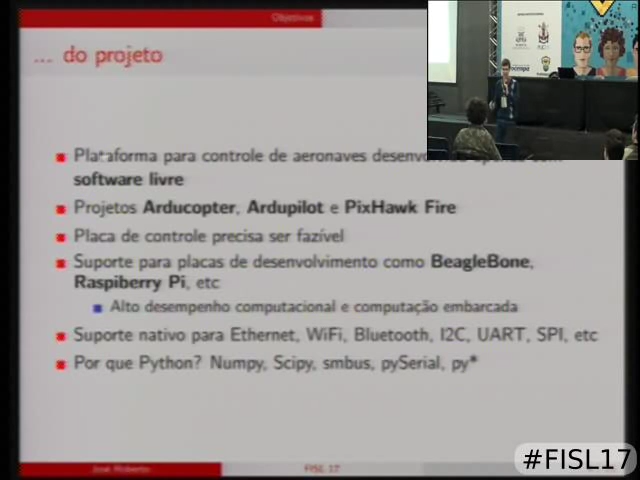 Objetivos
... do projeto
Plataforma para controle de aeronaves
software livre
Projetos Arducopter, Ardupilot e PixHawk Fire
Placa de controle precisa ser fazível
Suporte para placas de desenvolvimento como BeagleBone,
Raspiberry Pi, etc
Alto desempenho computacional e computação embarcada
Suporte nativo para Ethernet, WiFi, Bluetooth, I2C, UART, SPI, etc
Por que Python? Numpy, Scipy, smbus, pySerial, py*
José Roberto
FISL 17
#FISL17